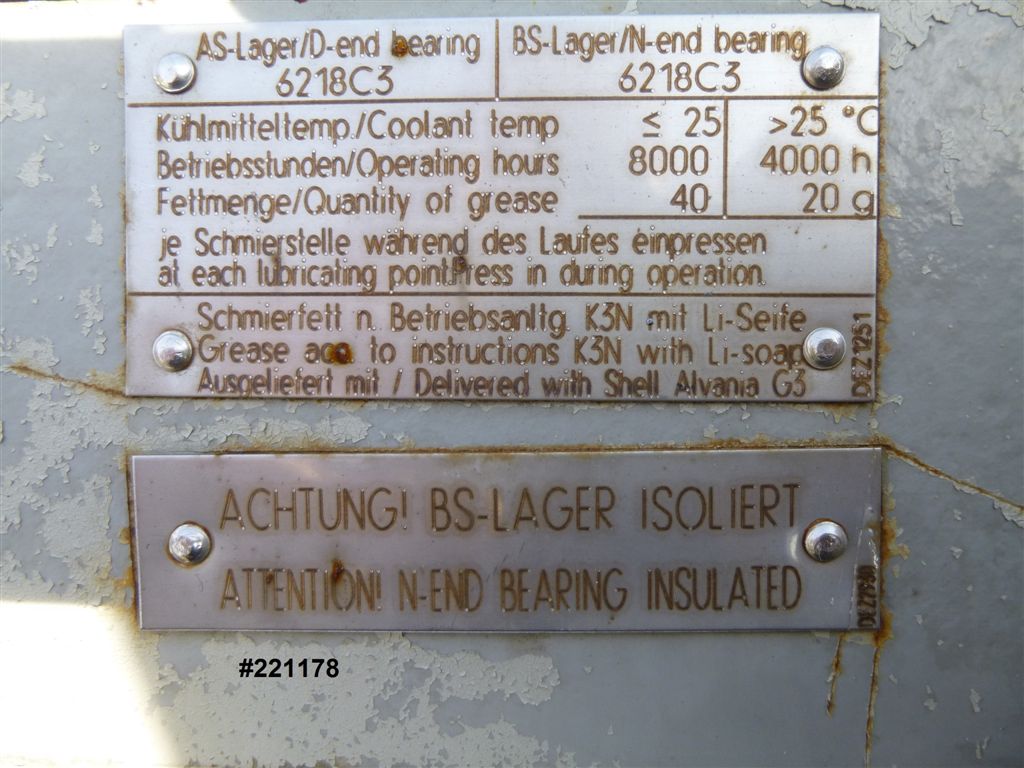 AS-Lager/D-end bearing
6218C3
BS-Lager/N-end bearing
6218C3
Kühlmitteltemp./Coolant temp ≤ 25 >25 °C
Betriebsstunden/Operating hours 8000 4000 h
Fettmenge/Quantity of grease 40 20 g
je Schmierstelle während des Laufes einpressen
at each lubricating point.Press in during operation.
Schmierfett n. Betriebsanltg. K3N mit Li-Seife
Grease acc. to instructions K3N with Li-soap
Ausgeliefert mit / Delivered with Shell Alvania G3
DEZ 1251
ACHTUNG! BS-LAGER ISOLIERT
ATTENTION! N-END BEARING INSULATED
#221178